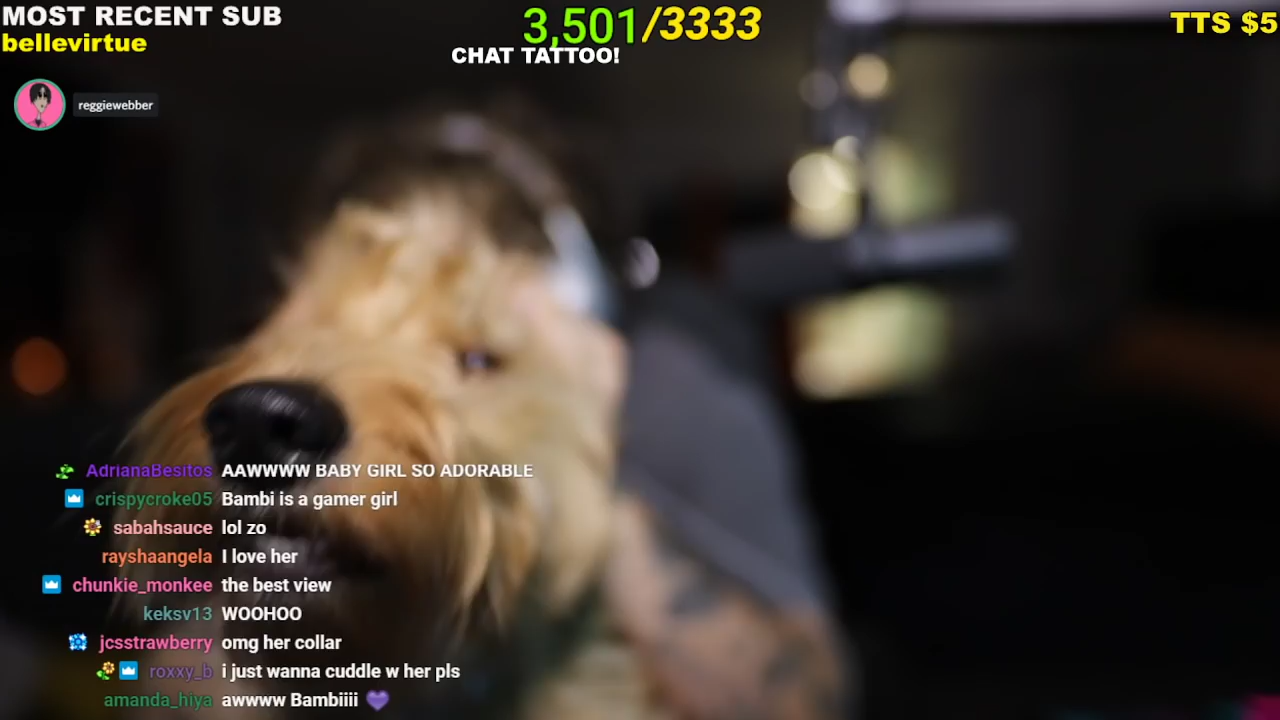 MOST RECENT SUB
bellevirtue
3,501/3333
CHAT TATTOO!
TTS $5
reggiewebber
AdrianaBesitos AAWWWW BABY GIRL SO ADORABLE
crispycroke05 Bambi is a gamer girl
sabahsauce lol zo
rayshaangela I love her
chunkie_monkee the best view
keksv13 WOOHOO
jcsstrawberry omg her collar
roxxy_b i just wanna cuddle w her pls
amanda_hiya awwww Bambiiii 💜